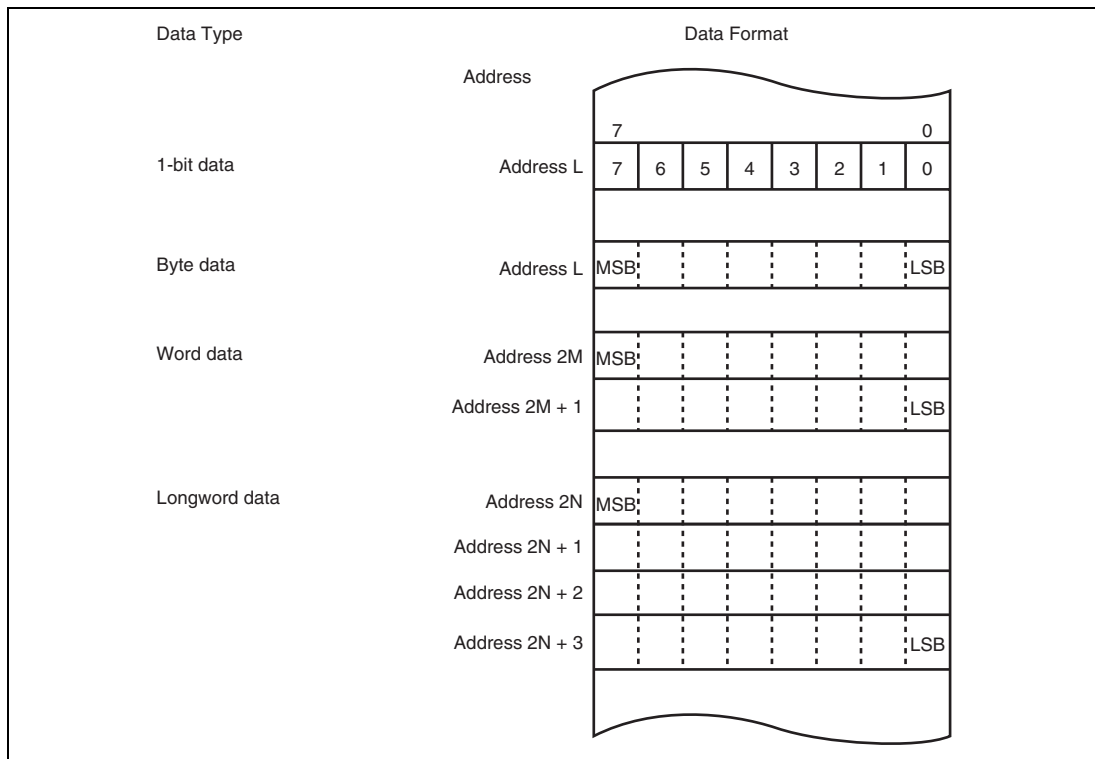 Data Type Data Format
Address
7 0
1-bit data Address L 7 6 5 4 3 2 1 0
Byte data Address L MSB LSB
Word data Address 2M MSB
Address 2M + 1 LSB
Longword data Address 2N MSB
Address 2N + 1
Address 2N + 2
Address 2N + 3 LSB